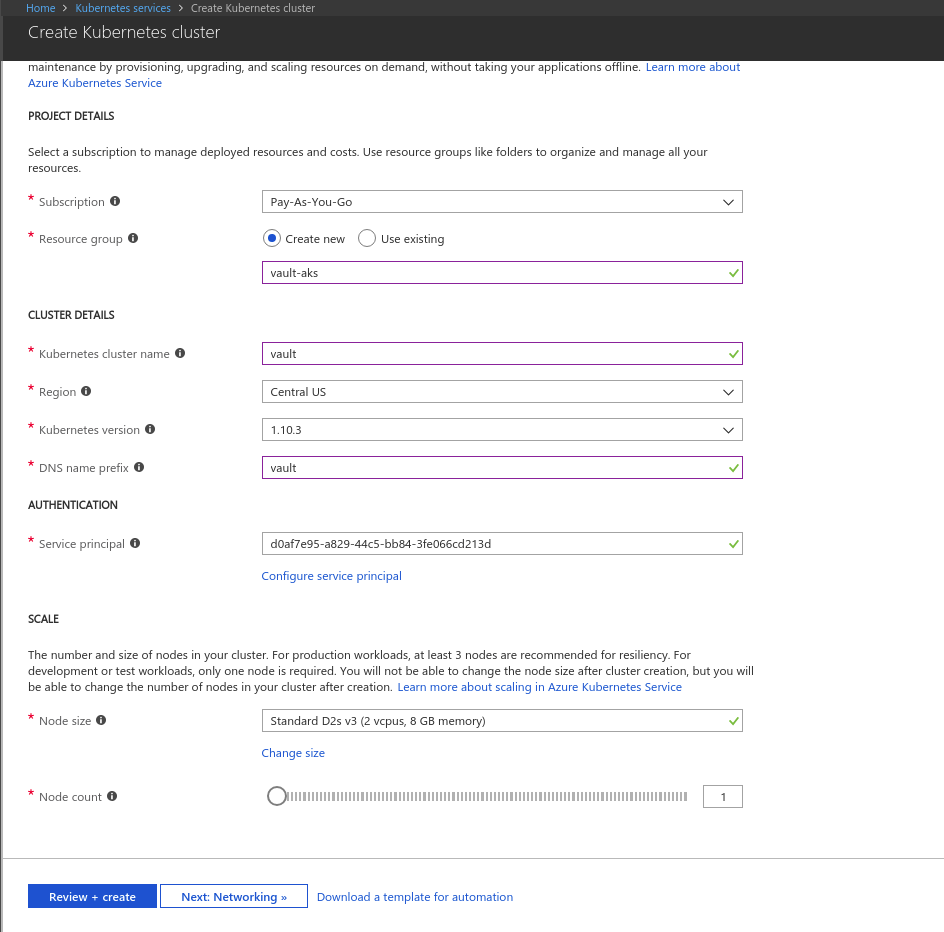 Home > Kubernetes services > Create Kubernetes cluster
Create Kubernetes cluster
maintenance by provisioning, upgrading, and scaling resources on demand, without taking your applications offline. Learn more about
Azure Kubernetes Service
PROJECT DETAILS
Select a subscription to manage deployed resources and costs. Use resource groups like folders to organize and manage all your
resources.
* Subscription
Pay-As-You-Go
* Resource group
Create new
Use existing
vault-aks
CLUSTER DETAILS
* Kubernetes cluster name
vault
* Region
Central US
* Kubernetes version
1.10.3
* DNS name prefix
vault
AUTHENTICATION
* Service principal
d0af7e95-a829-44c5-bb84-3fe066cd213d
Configure service principal
SCALE
The number and size of nodes in your cluster. For production workloads, at least 3 nodes are recommended for resiliency. For
development or test workloads, only one node is required. You will not be able to change the node size after cluster creation, but you will
be able to change the number of nodes in your cluster after creation. Learn more about scaling in Azure Kubernetes Service
* Node size
Standard D2s v3 (2 vcpus, 8 GB memory)
Change size
* Node count
1
Review + create
Next: Networking »
Download a template for automation